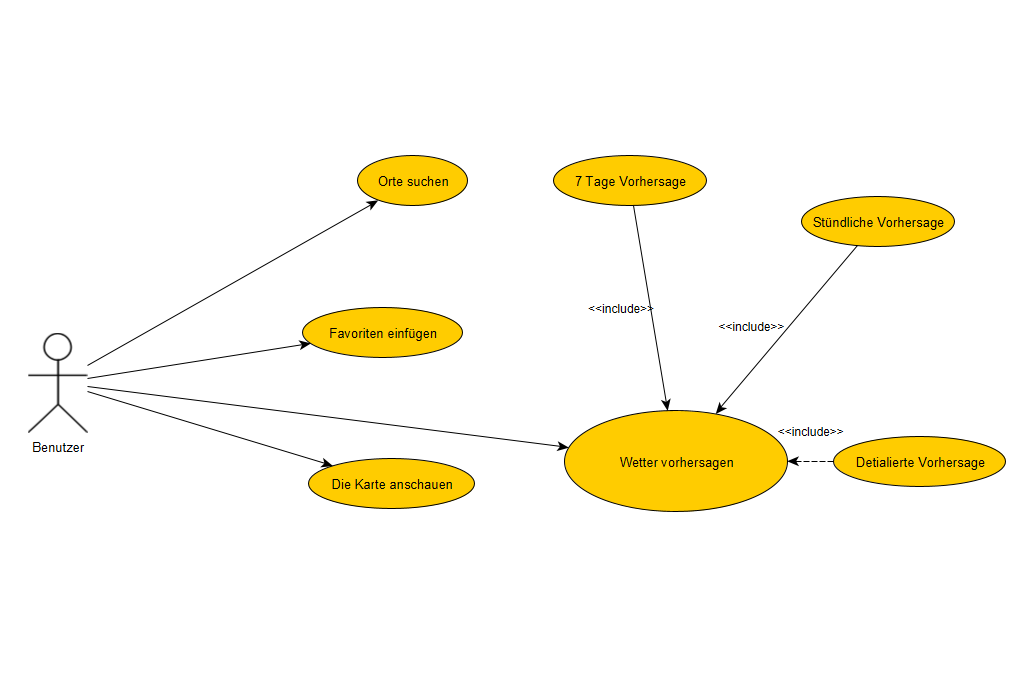 Orte suchen
7 Tage Vorhersage
Stündliche Vorhersage
<<include>>
<<include>>
Favoriten einfügen
Benutzer
<<include>>
Wetter vorhersagen
Detialierte Vorhersage
Die Karte anschauen